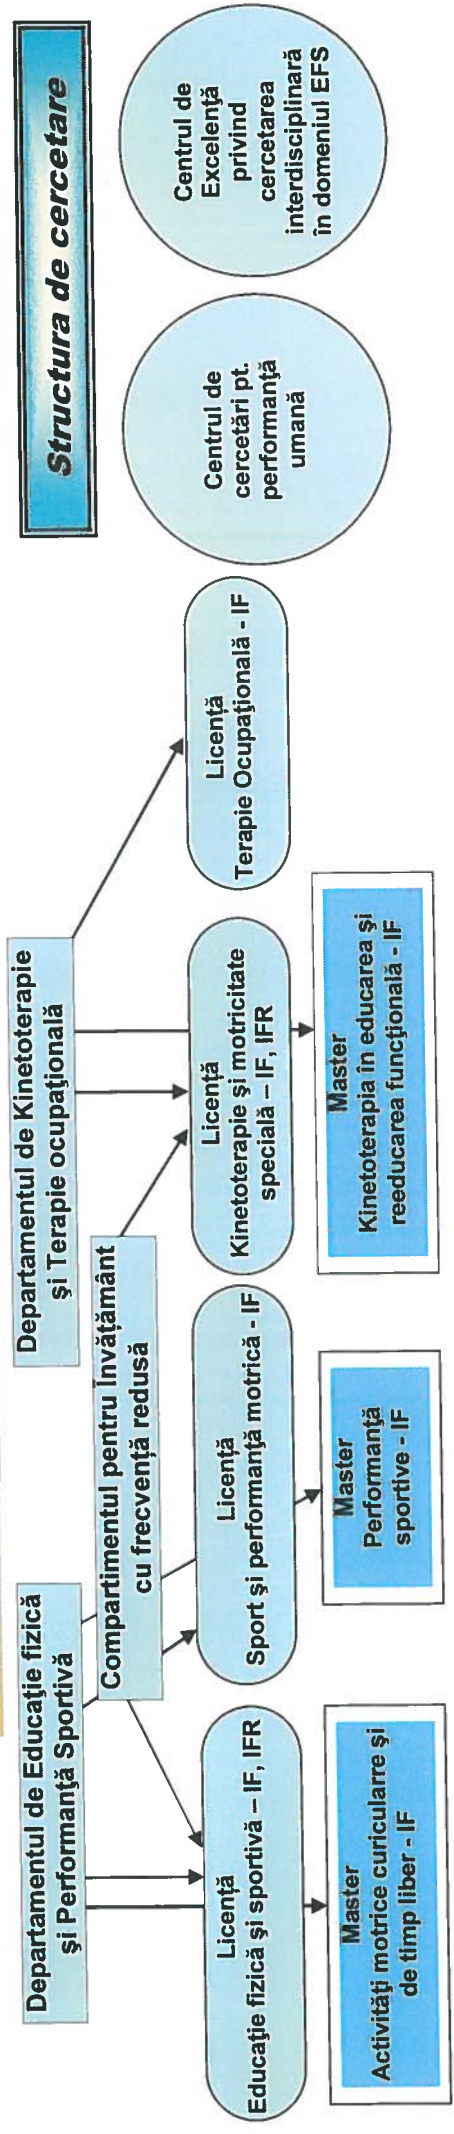 Structura de cercetare
Departamentul de Educaţie fizică
şi Performanţă Sportivă
Departamentul de Kinetoterapie
şi Terapie ocupaţională
Compartimentul pentru Învăţământ
cu frecvenţă redusă
Licenţă
Educaţie fizică şi sportivă – IF, IFR
Licenţă
Sport şi performanţă motrică - IF
Licenţă
Kinetoterapie şi motricitate
specială – IF, IFR
Licenţă
Terapie Ocupaţională - IF
Centrul de
cercetări pt.
performanţă
umană
Centrul de
Excelenţă
privind
cercetarea
interdisciplinară
în domeniul EFS
Master
Activităţi motrice curicularre şi
de timp liber - IF
Master
Performanţă
sportive - IF
Master
Kinetoterapia în educarea şi
reeducarea funcţională - IF